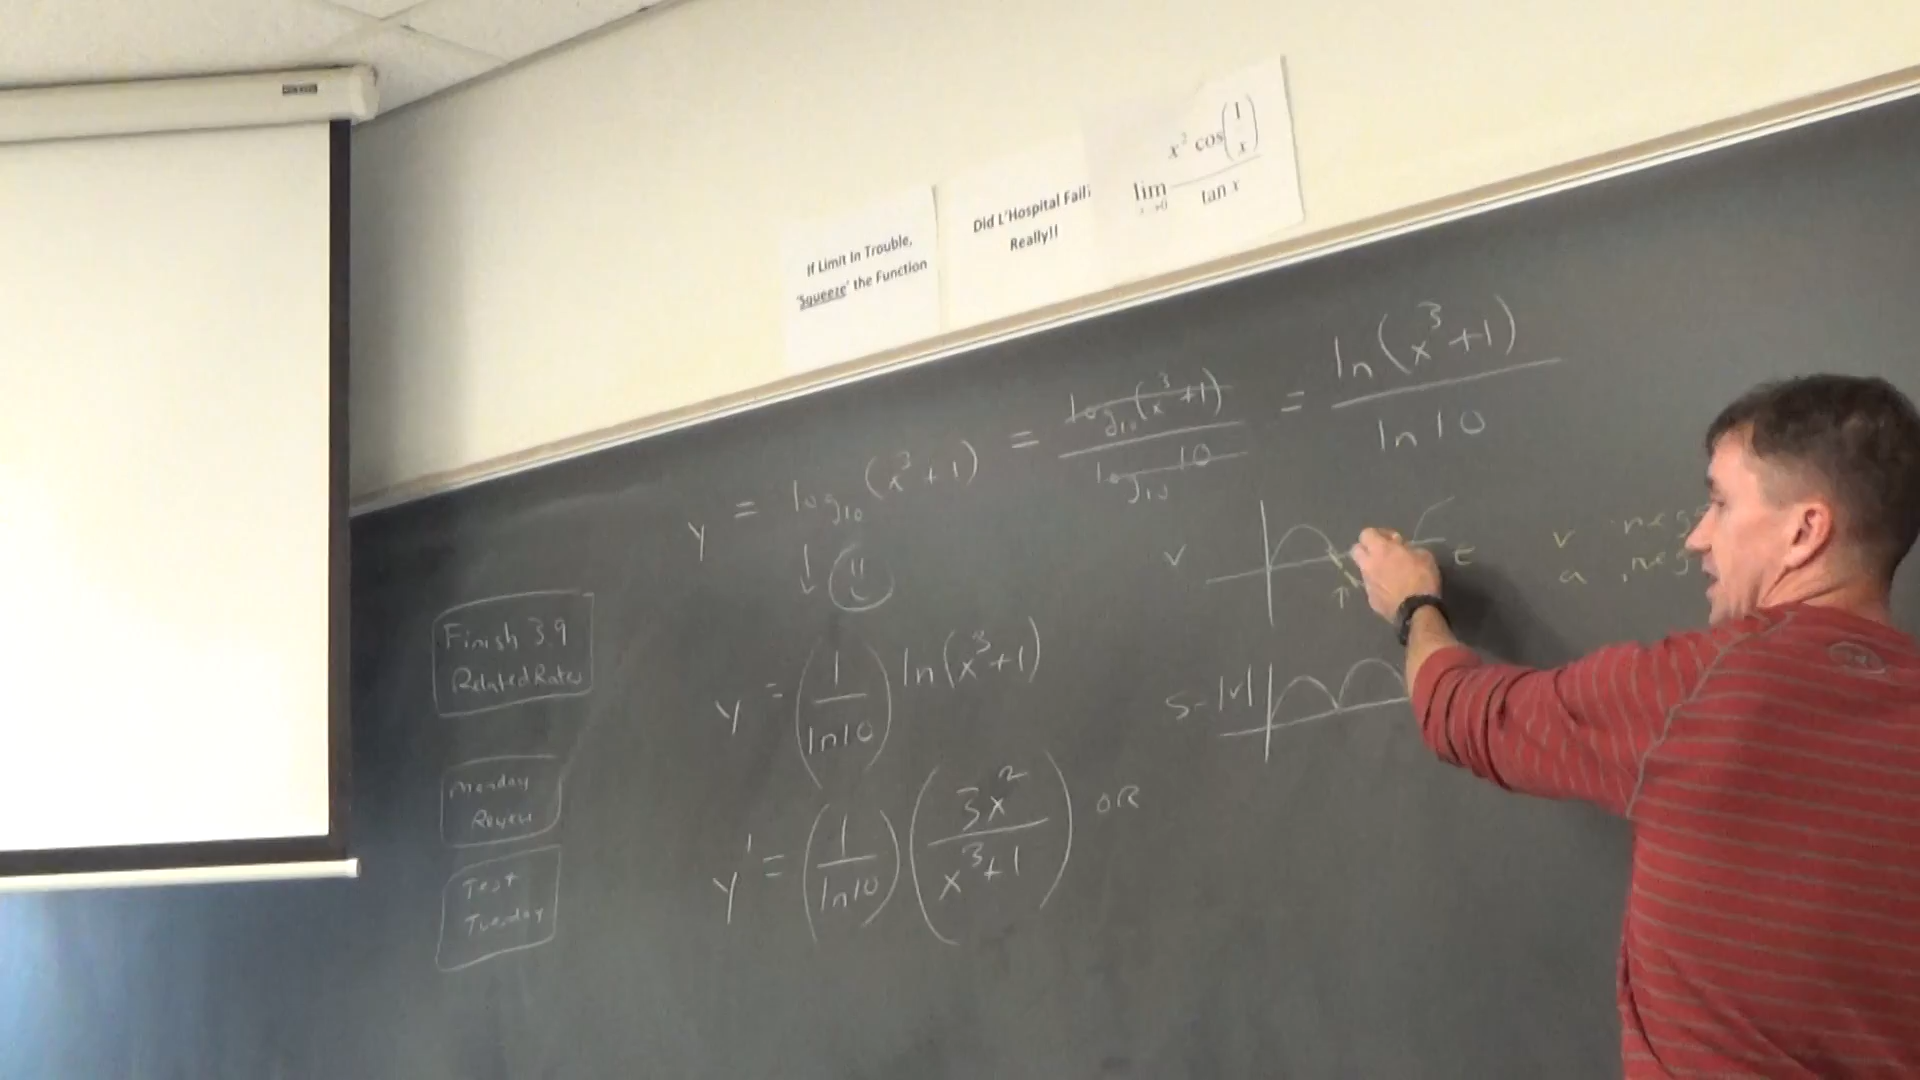 If Limit In Trouble,
'Squeeze' the Function
Did L'Hospital Fail?
Really!!
lim x→0 x² cos(1/x) / tan x
y = log₁₀(x³+1) = log₁₀(x³+1) / log₁₀ 10 = ln(x³+1) / ln 10
y = (1/ln10) ln(x³+1)
y' = (1/ln10) (3x²/(x³+1)) OR
Finish 3.9
Related Rates
Monday
Test
Tuesday
v
t
v neg
a neg
s = |v|